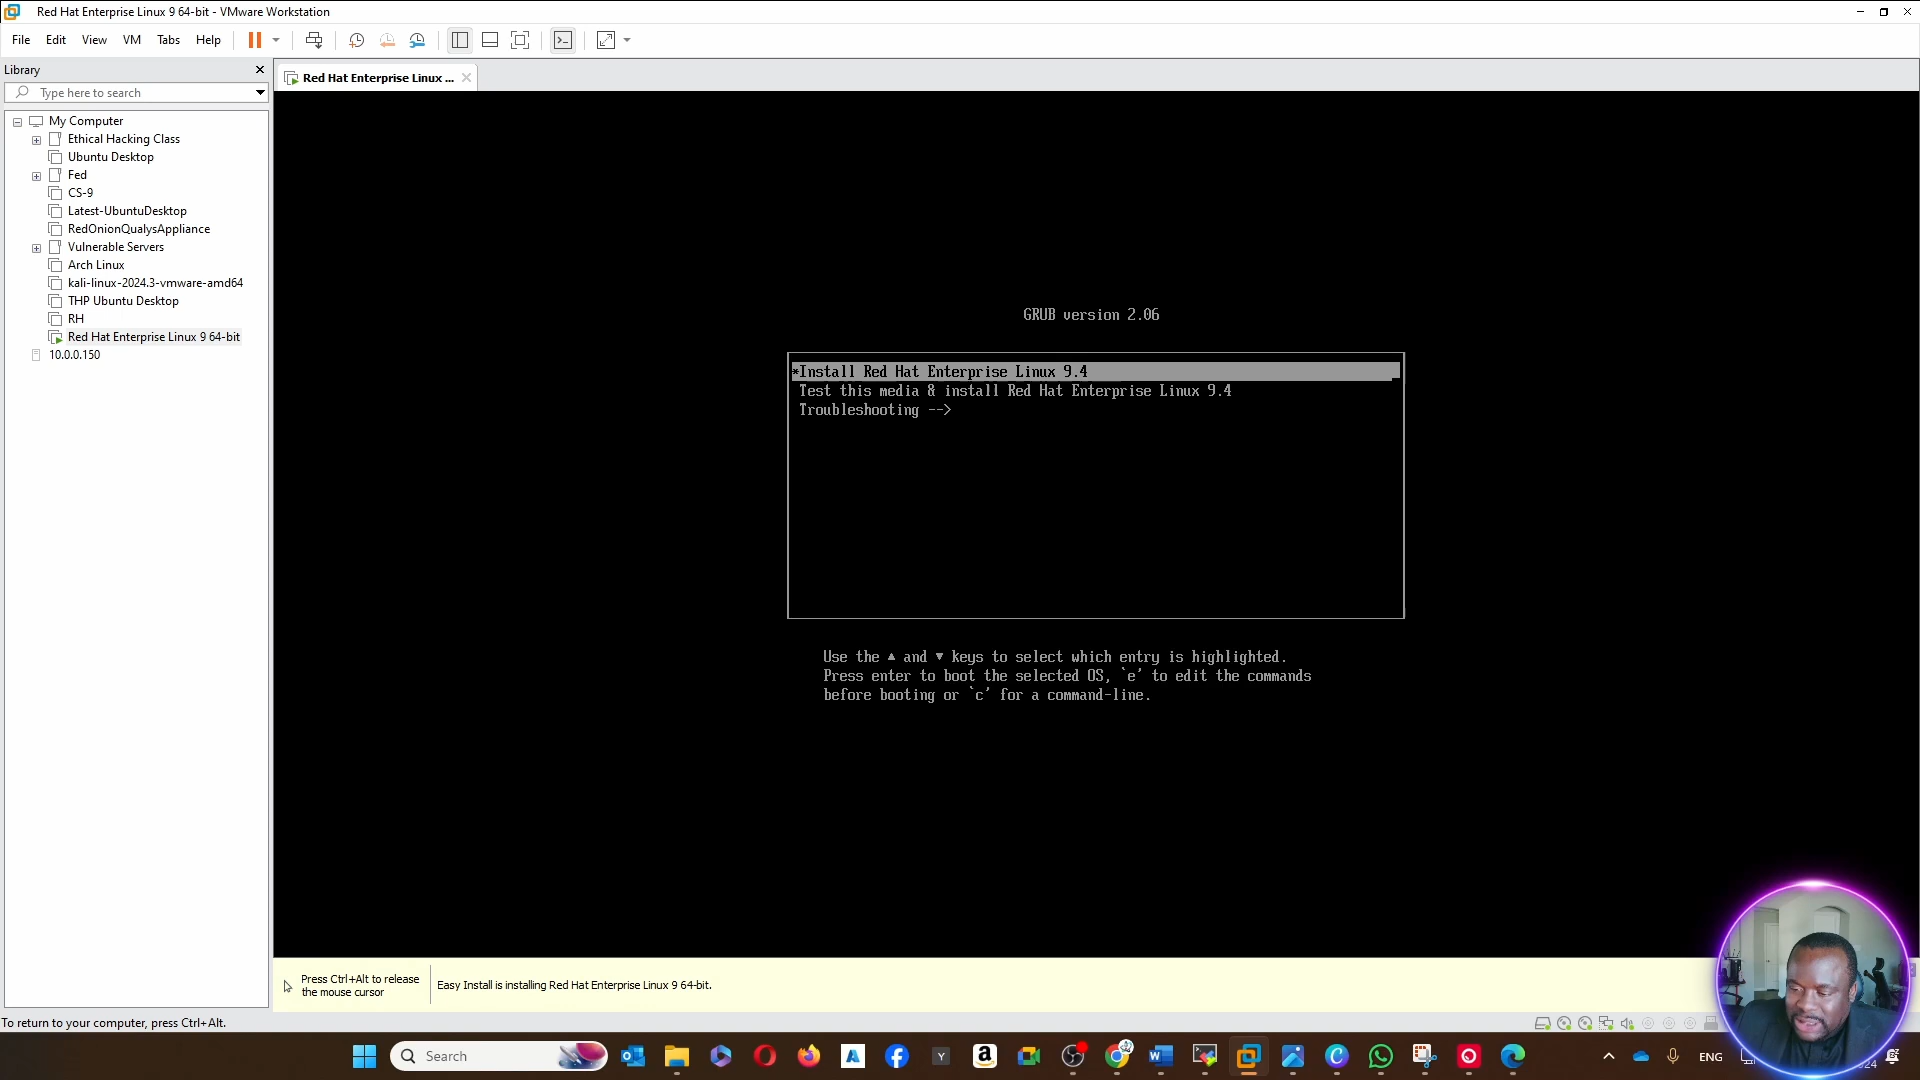 Red Hat Enterprise Linux 9 64-bit - VMware Workstation
File Edit View VM Tabs Help
Library
Red Hat Enterprise Linux ...
Type here to search
My Computer
Ethical Hacking Class
Ubuntu Desktop
Fed
CS-9
Latest-UbuntuDesktop
RedOnionQualysAppliance
Vulnerable Servers
Arch Linux
kali-linux-2024.3-vmware-amd64
THP Ubuntu Desktop
RH
Red Hat Enterprise Linux 9 64-bit
10.0.0.150
GRUB version 2.06
*Install Red Hat Enterprise Linux 9.4
Test this media & install Red Hat Enterprise Linux 9.4
Troubleshooting -->
Use the ▲ and ▼ keys to select which entry is highlighted.
Press enter to boot the selected OS, `e' to edit the commands
before booting or `c' for a command-line.
Press Ctrl+Alt to release
the mouse cursor
Easy Install is installing Red Hat Enterprise Linux 9 64-bit.
To return to your computer, press Ctrl+Alt.
Search
ENG